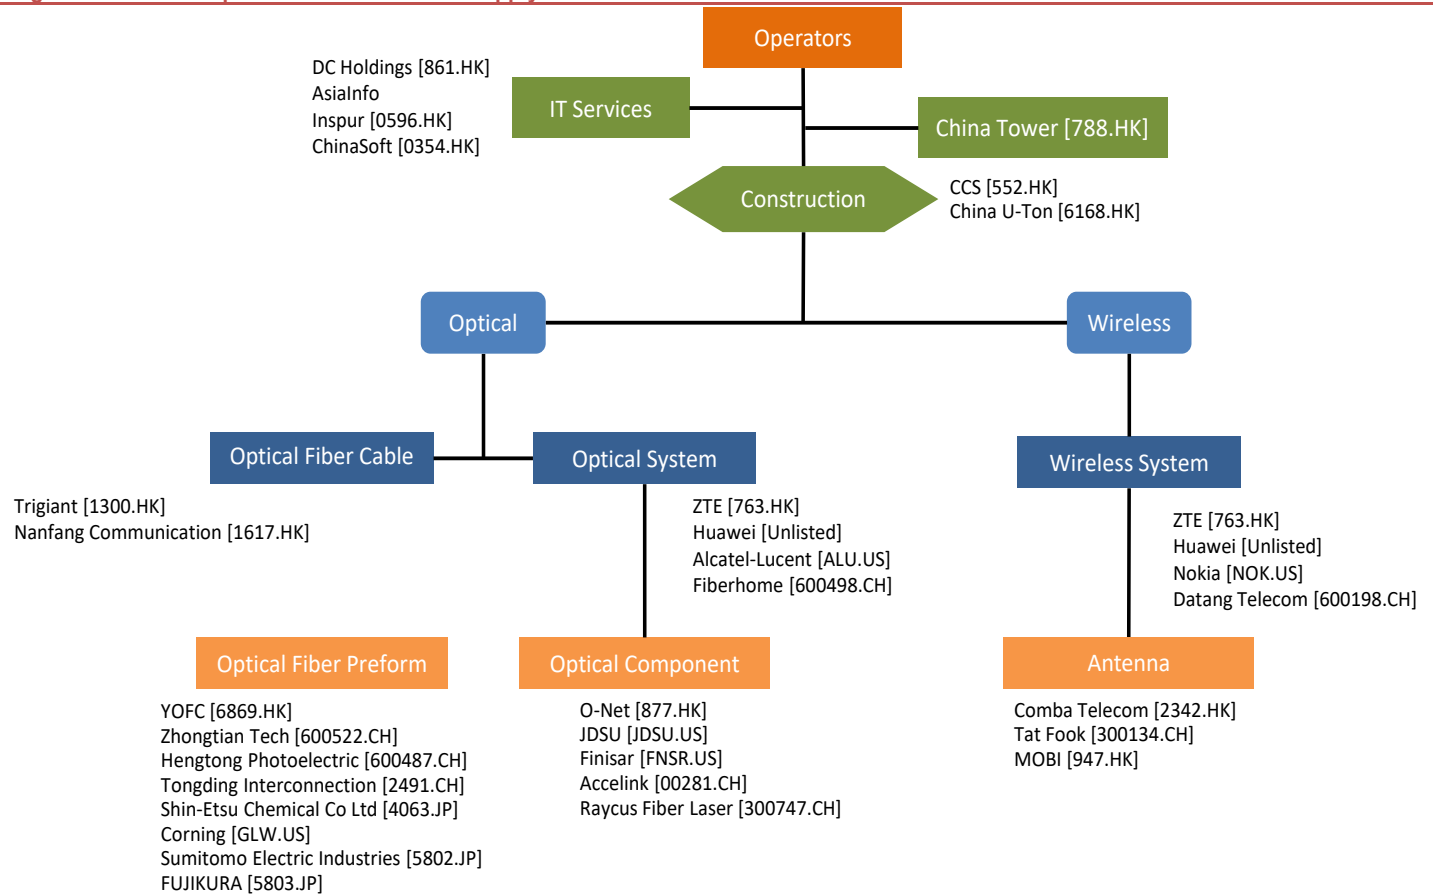 Operators
DC Holdings [861.HK]
AsiaInfo
Inspur [0596.HK]
ChinaSoft [0354.HK]
IT Services
China Tower [788.HK]
Construction
CCS [552.HK]
China U-Ton [6168.HK]
Optical
Wireless
Optical Fiber Cable
Optical System
Wireless System
Trigiant [1300.HK]
Nanfang Communication [1617.HK]
ZTE [763.HK]
Huawei [Unlisted]
Alcatel-Lucent [ALU.US]
Fiberhome [600498.CH]
ZTE [763.HK]
Huawei [Unlisted]
Nokia [NOK.US]
Datang Telecom [600198.CH]
Optical Fiber Preform
Optical Component
Antenna
YOFC [6869.HK]
Zhongtian Tech [600522.CH]
Hengtong Photoelectric [600487.CH]
Tongding Interconnection [2491.CH]
Shin-Etsu Chemical Co Ltd [4063.JP]
Corning [GLW.US]
Sumitomo Electric Industries [5802.JP]
FUJIKURA [5803.JP]
O-Net [877.HK]
JDSU [JDSU.US]
Finisar [FNSR.US]
Accelink [00281.CH]
Raycus Fiber Laser [300747.CH]
Comba Telecom [2342.HK]
Tat Fook [300134.CH]
MOBI [947.HK]